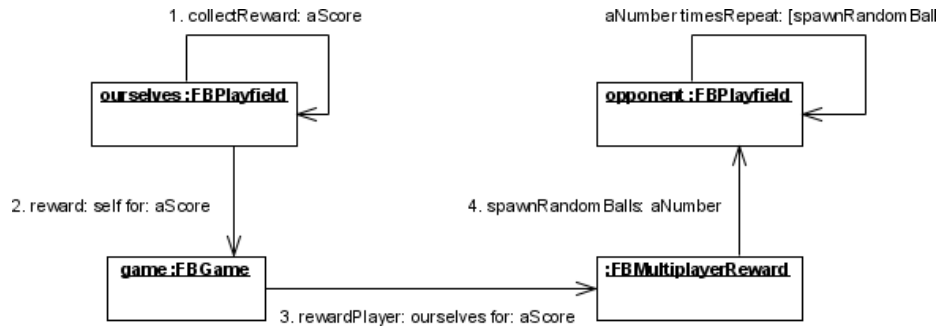 1. collectReward: aScore
aNumber timesRepeat: [spawnRandomBall
ourselves :FBPlayfield
opponent :FBPlayfield
2. reward: self for: aScore
4. spawnRandomBalls: aNumber
game :FBGame
:FBMultiplayerReward
3. rewardPlayer: ourselves for: aScore